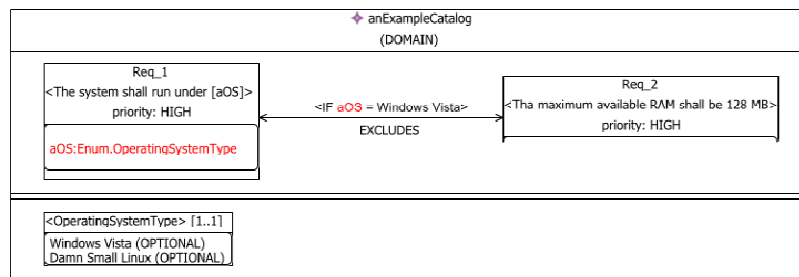 anExampleCatalog
(DOMAIN)
Req_1
<The system shall run under [aOS]>
priority: HIGH
aOS:Enum.OperatingSystemType
<IF aOS = Windows Vista>
EXCLUDES
Req_2
<Tha maximum available RAM shall be 128 MB>
priority: HIGH
<OperatingSystemType> [1..1]
Windows Vista (OPTIONAL)
Damn Small Linux (OPTIONAL)